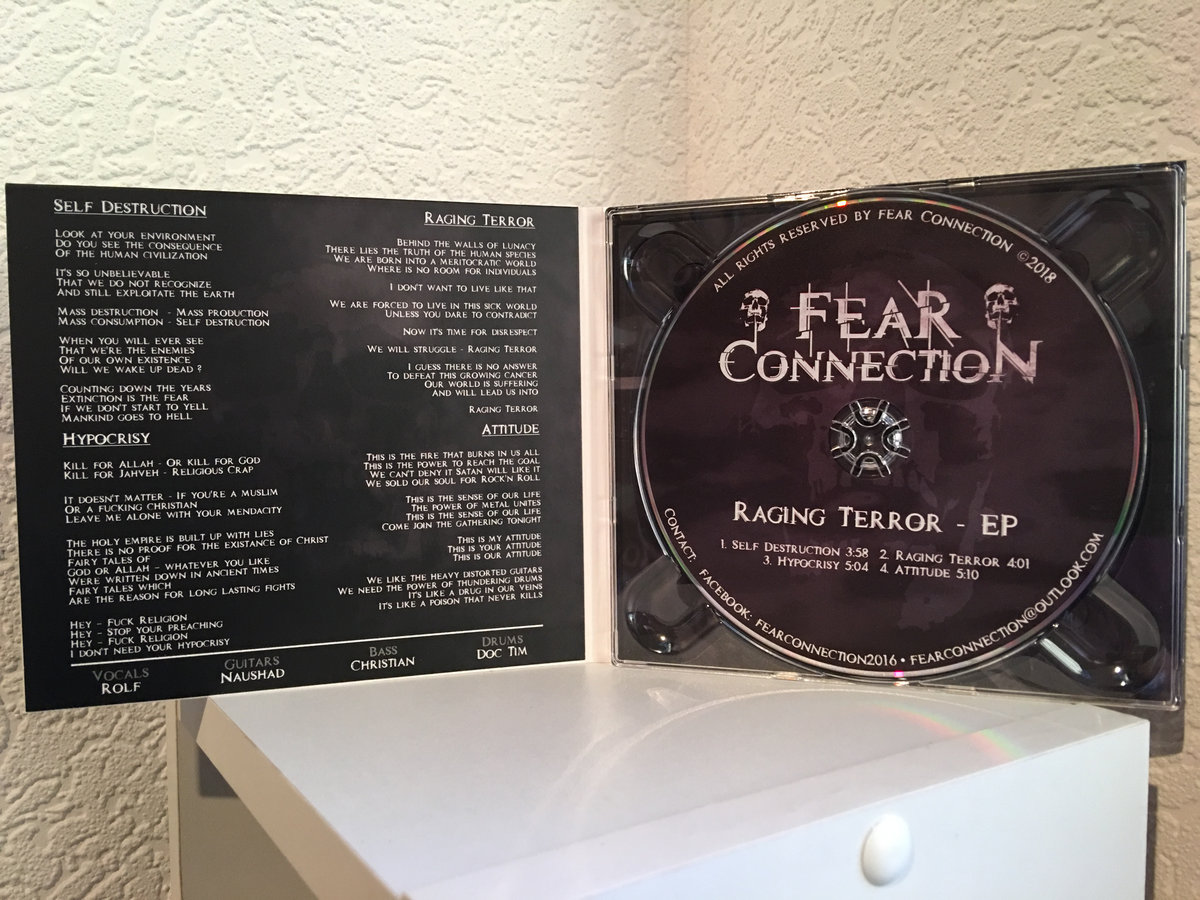 SELF DESTRUCTION
LOOK AT YOUR ENVIRONMENT
DO YOU SEE THE CONSEQUENCE
OF THE HUMAN CIVILIZATION
IT'S SO UNBELIEVABLE
THAT WE DO NOT RECOGNIZE
AND STILL EXPLOITATE THE EARTH
MASS DESTRUCTION - MASS PRODUCTION
MASS CONSUMPTION - SELF DESTRUCTION
WHEN YOU WILL EVER SEE
THAT WE'RE THE ENEMIES
OF OUR OWN EXISTENCE
WILL WE WAKE UP DEAD ?
COUNTING DOWN THE YEARS
EXTINCTION IS THE FEAR
IF WE DON'T START TO YELL
MANKIND GOES TO HELL
HYPOCRISY
KILL FOR ALLAH - OR KILL FOR GOD
KILL FOR JAHVEH - RELIGIOUS CRAP
IT DOESN'T MATTER - IF YOU'RE A MUSLIM
OR A FUCKING CHRISTIAN
LEAVE ME ALONE WITH YOUR MENDACITY
THE HOLY EMPIRE IS BUILT UP WITH LIES
THERE IS NO PROOF FOR THE EXISTANCE OF CHRIST
FAIRY TALES OF
GOD OR ALLAH - WHATEVER YOU LIKE
WERE WRITTEN DOWN IN ANCIENT TIMES
FAIRY TALES WHICH
ARE THE REASON FOR LONG LASTING FIGHTS
HEY - FUCK RELIGION
HEY - STOP YOUR PREACHING
HEY - FUCK RELIGION
I DON'T NEED YOUR HYPOCRISY
RAGING TERROR
BEHIND THE WALLS OF LUNACY
THERE LIES THE TRUTH OF THE HUMAN SPECIES
WE ARE BORN INTO A MERITOCRATIC WORLD
WHERE IS NO ROOM FOR INDIVIDUALS
I DON'T WANT TO LIVE LIKE THAT
WE ARE FORCED TO LIVE IN THIS SICK WORLD
UNLESS YOU DARE TO CONTRADICT
NOW IT'S TIME FOR DISRESPECT
WE WILL STRUGGLE - RAGING TERROR
I GUESS THERE IS NO ANSWER
TO DEFEAT THIS GROWING CANCER
OUR WORLD IS SUFFERING
AND WILL LEAD US INTO
RAGING TERROR
ATTITUDE
THIS IS THE FIRE THAT BURNS IN US ALL
THIS IS THE POWER TO REACH THE GOAL
WE CAN'T DENY IT SATAN WILL LIKE IT
WE SOLD OUR SOUL FOR ROCK'N ROLL
THIS IS THE SENSE OF OUR LIFE
THE POWER OF METAL UNITES
THIS IS THE SENSE OF OUR LIFE
COME JOIN THE GATHERING TONIGHT
THIS IS MY ATTITUDE
THIS IS YOUR ATTITUDE
THIS IS OUR ATTITUDE
WE LIKE THE HEAVY DISTORTED GUITARS
WE NEED THE POWER OF THUNDERING DRUMS
IT'S LIKE A DRUG IN OUR VEINS
IT'S LIKE A POISON THAT NEVER KILLS
VOCALS
ROLF
GUITARS
NAUSHAD
BASS
CHRISTIAN
DRUMS
DOC TIM
ALL RIGHTS RESERVED BY FEAR CONNECTION ©2018
FEAR
CONNECTION
RAGING TERROR - EP
1. SELF DESTRUCTION 3:58 2. RAGING TERROR 4:01
3. HYPOCRISY 5:04 4. ATTITUDE 5:10
CONTACT: FACEBOOK: FEARCONNECTION2016 • FEARCONNECTION@OUTLOOK.COM